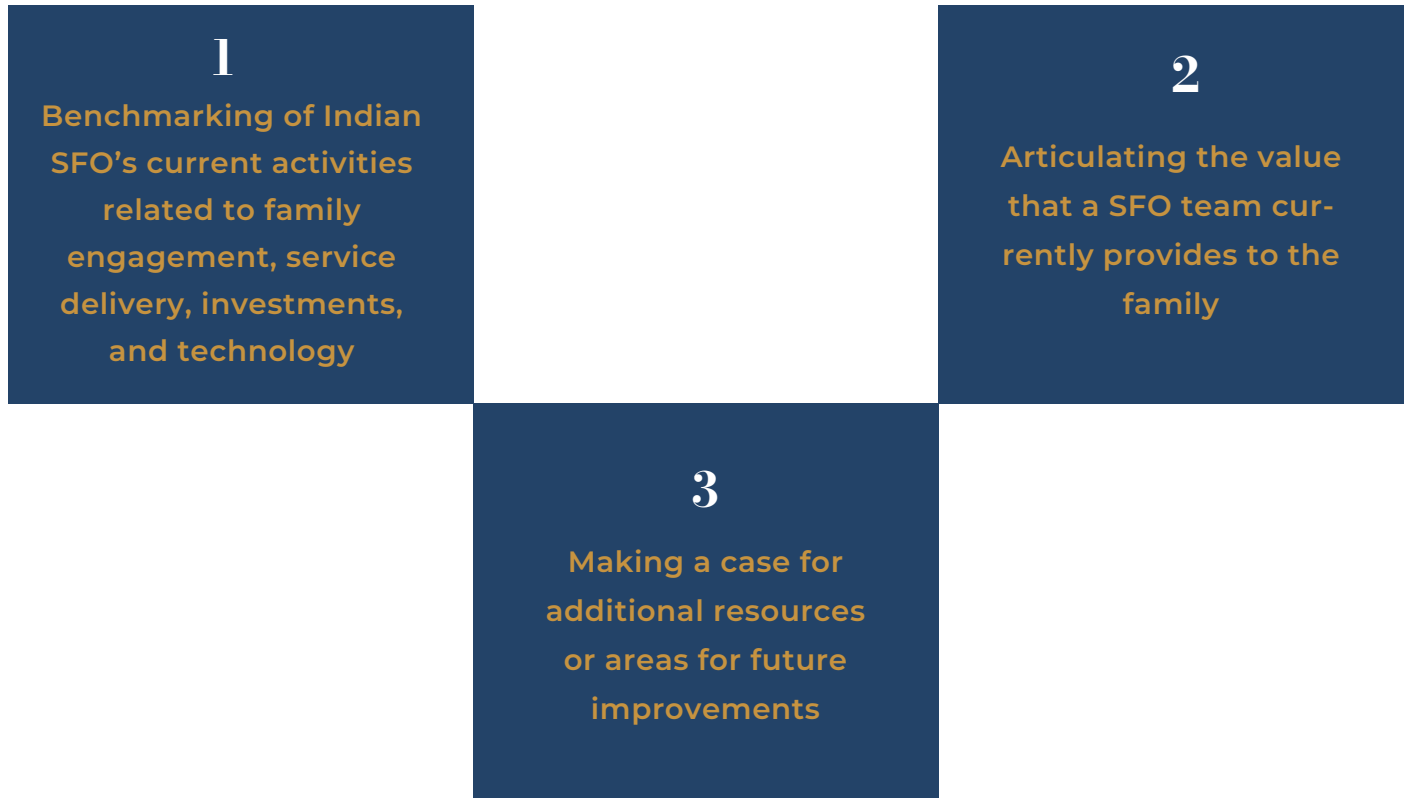 1
Benchmarking of Indian
SFO’s current activities
related to family
engagement, service
delivery, investments,
and technology
2
Articulating the value
that a SFO team cur-
rently provides to the
family
3
Making a case for
additional resources
or areas for future
improvements